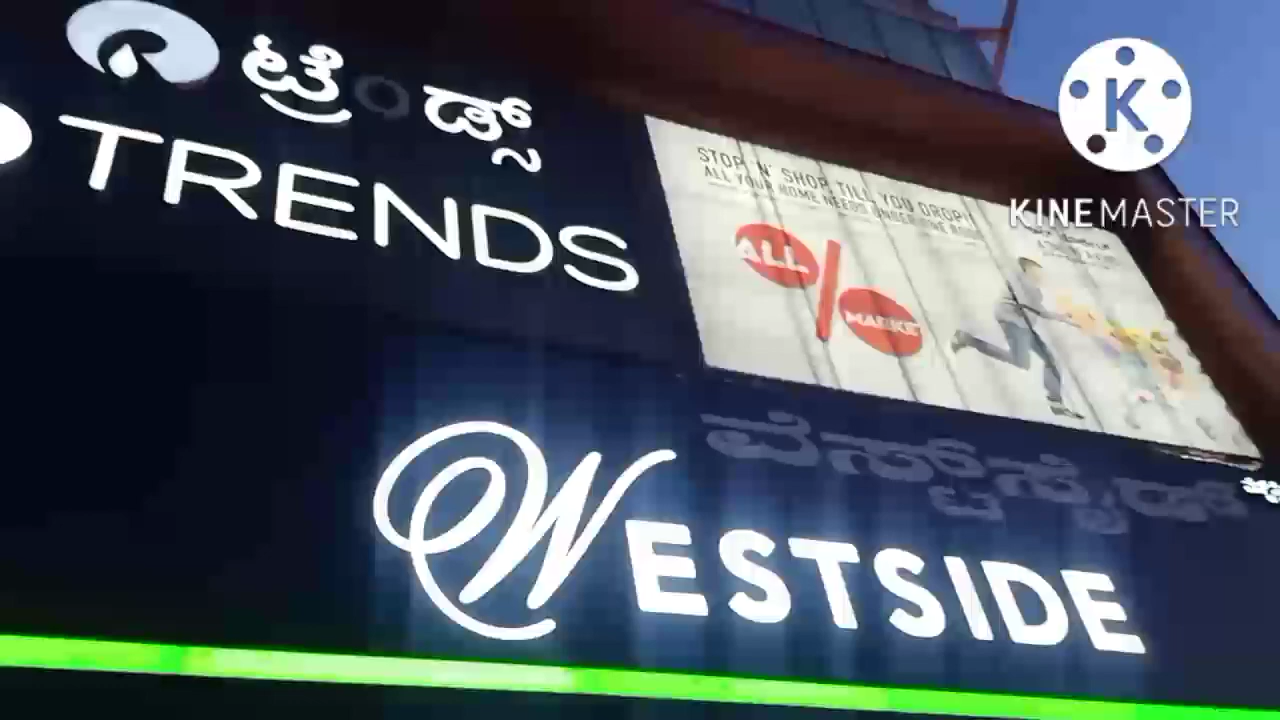 ಟ್ರೆಂಡ್ಸ್
TRENDS
STOP 'N' SHOP TILL YOU DROP!
ALL YOUR HOME NEEDS UNDER ONE ROOF
ALL
MARKET
ವೆಸ್ಟ್‌ಸೈಡ್
WESTSIDE
K
KINEMASTER